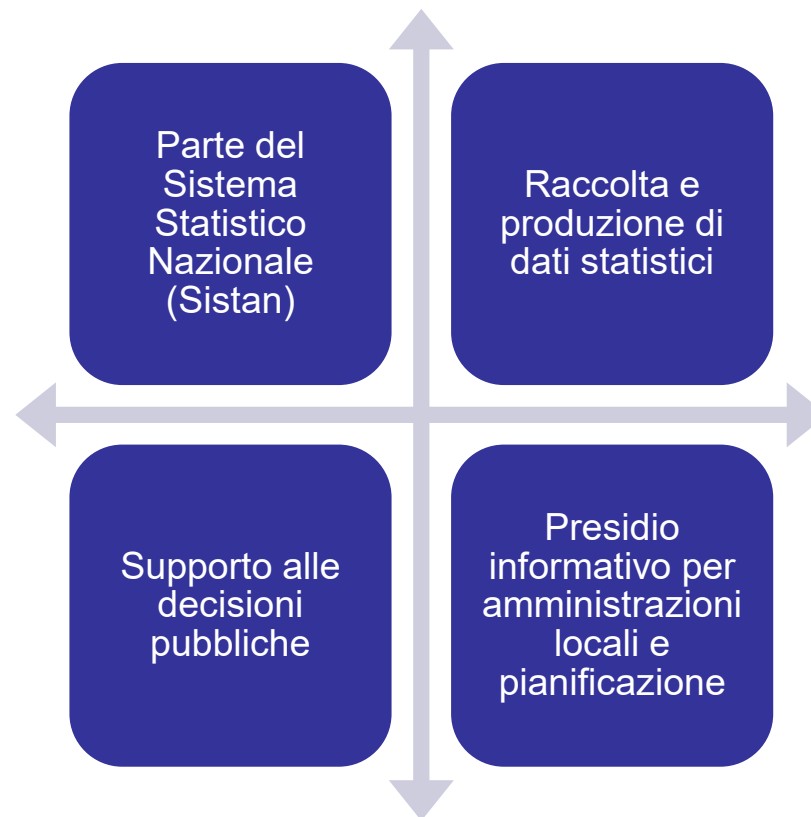 Parte del
Sistema
Statistico
Nazionale
(Sistan)
Raccolta e
produzione di
dati statistici
Supporto alle
decisioni
pubbliche
Presidio
informativo per
amministrazioni
locali e
pianificazione